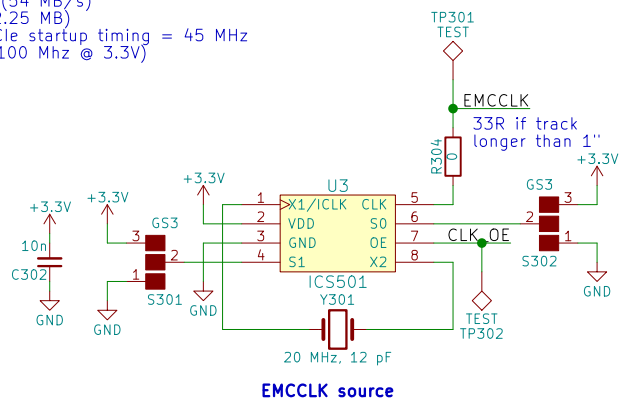 (54 MB/s)
2.25 MB)
Cle startup timing = 45 MHz
100 Mhz @ 3.3V)
TP301
TEST
EMCCLK
33R if track
longer than 1"
R304
0
+3.3V
GS3
3
2
1
S302
GND
U3
1 X1/ICLK CLK 5
2 VDD S0 6
3 GND OE 7
4 S1 X2 8
ICS501
CLK_OE
TEST
TP302
+3.3V
GND
+3.3V
GS3
3
2
1
S301
GND
+3.3V
10n
C302
GND
Y301
20 MHz, 12 pF
EMCCLK source